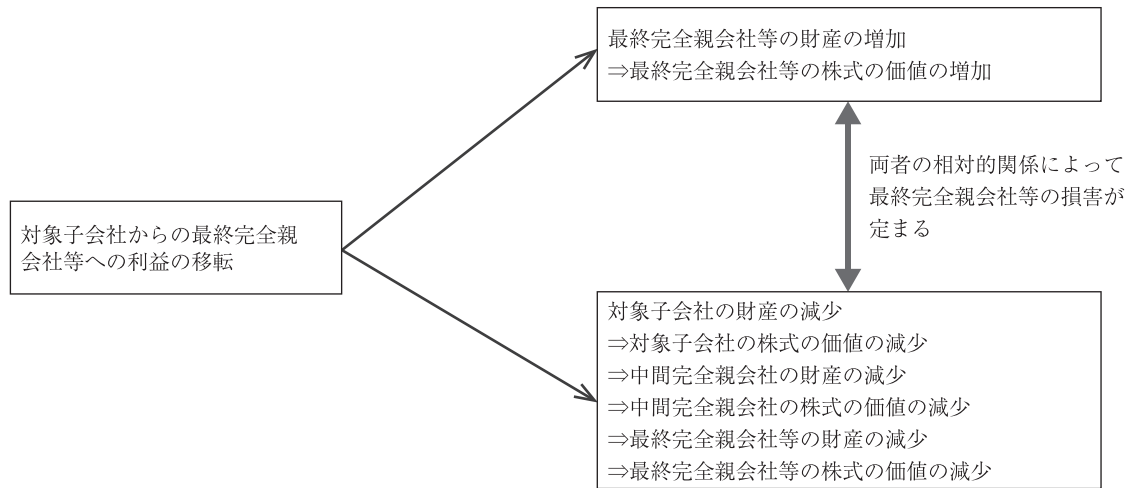 最終完全親会社等の財産の増加
⇒最終完全親会社等の株式の価値の増加
両者の相対的関係によって
最終完全親会社等の損害が
定まる
対象子会社からの最終完全親
会社等への利益の移転
対象子会社の財産の減少
⇒対象子会社の株式の価値の減少
⇒中間完全親会社の財産の減少
⇒中間完全親会社の株式の価値の減少
⇒最終完全親会社等の財産の減少
⇒最終完全親会社等の株式の価値の減少